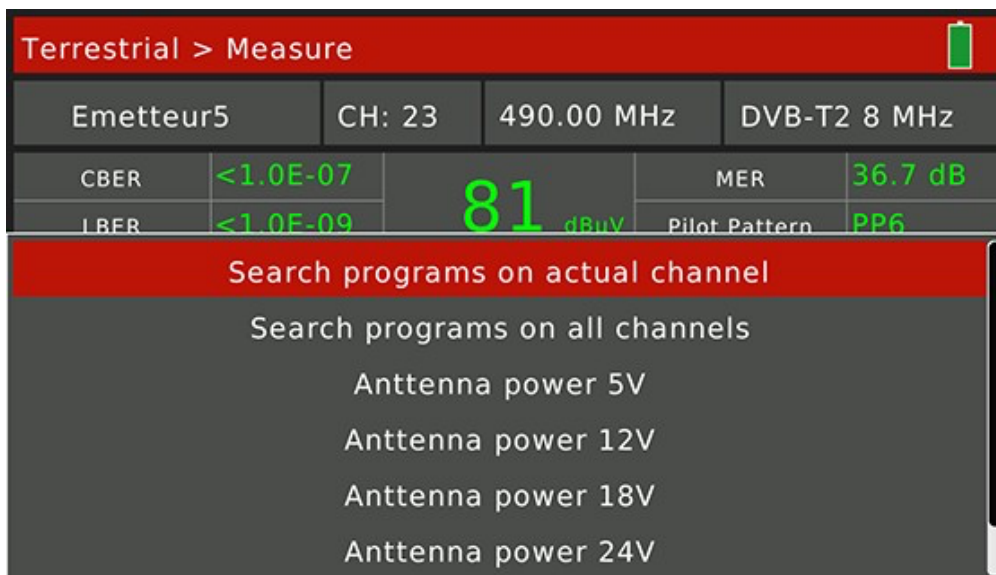 Terrestrial > Measure
Emetteur5 CH: 23 490.00 MHz DVB-T2 8 MHz
CBER <1.0E-07 81 dBuV MER 36.7 dB
LBER <1.0E-09 Pilot Pattern PP6
Search programs on actual channel
Search programs on all channels
Anttenna power 5V
Anttenna power 12V
Anttenna power 18V
Anttenna power 24V